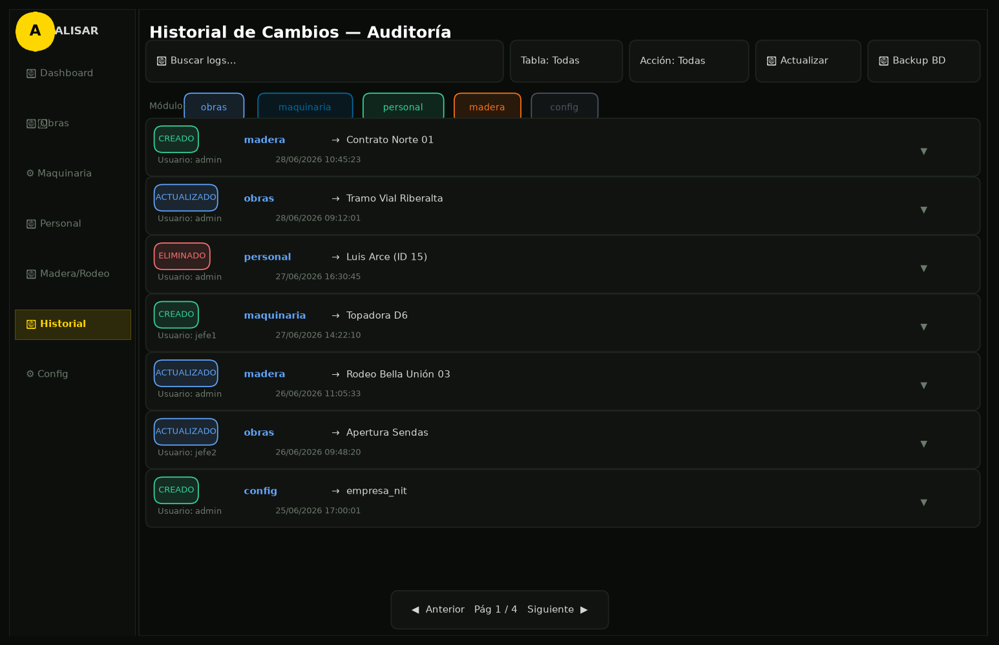 A ALISAR
Dashboard
Obras
⚙ Maquinaria
Personal
Madera/Rodeo
Historial
⚙ Config
Historial de Cambios — Auditoría
Buscar logs...
Tabla: Todas
Acción: Todas
Actualizar
Backup BD
Módulo:
obras
maquinaria
personal
madera
config
CREADO madera → Contrato Norte 01
Usuario: admin 28/06/2026 10:45:23 ▼
ACTUALIZADO obras → Tramo Vial Riberalta
Usuario: admin 28/06/2026 09:12:01 ▼
ELIMINADO personal → Luis Arce (ID 15)
Usuario: admin 27/06/2026 16:30:45 ▼
CREADO maquinaria → Topadora D6
Usuario: jefe1 27/06/2026 14:22:10 ▼
ACTUALIZADO madera → Rodeo Bella Unión 03
Usuario: admin 26/06/2026 11:05:33 ▼
ACTUALIZADO obras → Apertura Sendas
Usuario: jefe2 26/06/2026 09:48:20 ▼
CREADO config → empresa_nit
Usuario: admin 25/06/2026 17:00:01 ▼
◀ Anterior Pág 1 / 4 Siguiente ▶